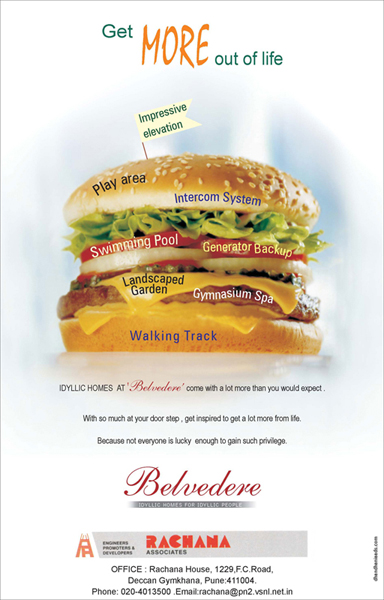 Get MORE out of life
Impressive
elevation
Play area
Intercom System
Swimming Pool
Generator Backup
Landscaped
Garden
Gymnasium Spa
Walking Track
IDYLLIC HOMES AT 'Belvedere' come with a lot more than you would expect .
With so much at your door step , get inspired to get a lot more from life.
Because not everyone is lucky enough to gain such privilege.
Belvedere
IDYLLIC HOMES FOR IDYLLIC PEOPLE
ENGINEERS
PROMOTERS &
DEVELOPERS
RACHANA
ASSOCIATES
OFFICE : Rachana House, 1229,F.C.Road,
Deccan Gymkhana, Pune:411004.
Phone: 020-4013500 .Email:rachana@pn2.vsnl.net.in